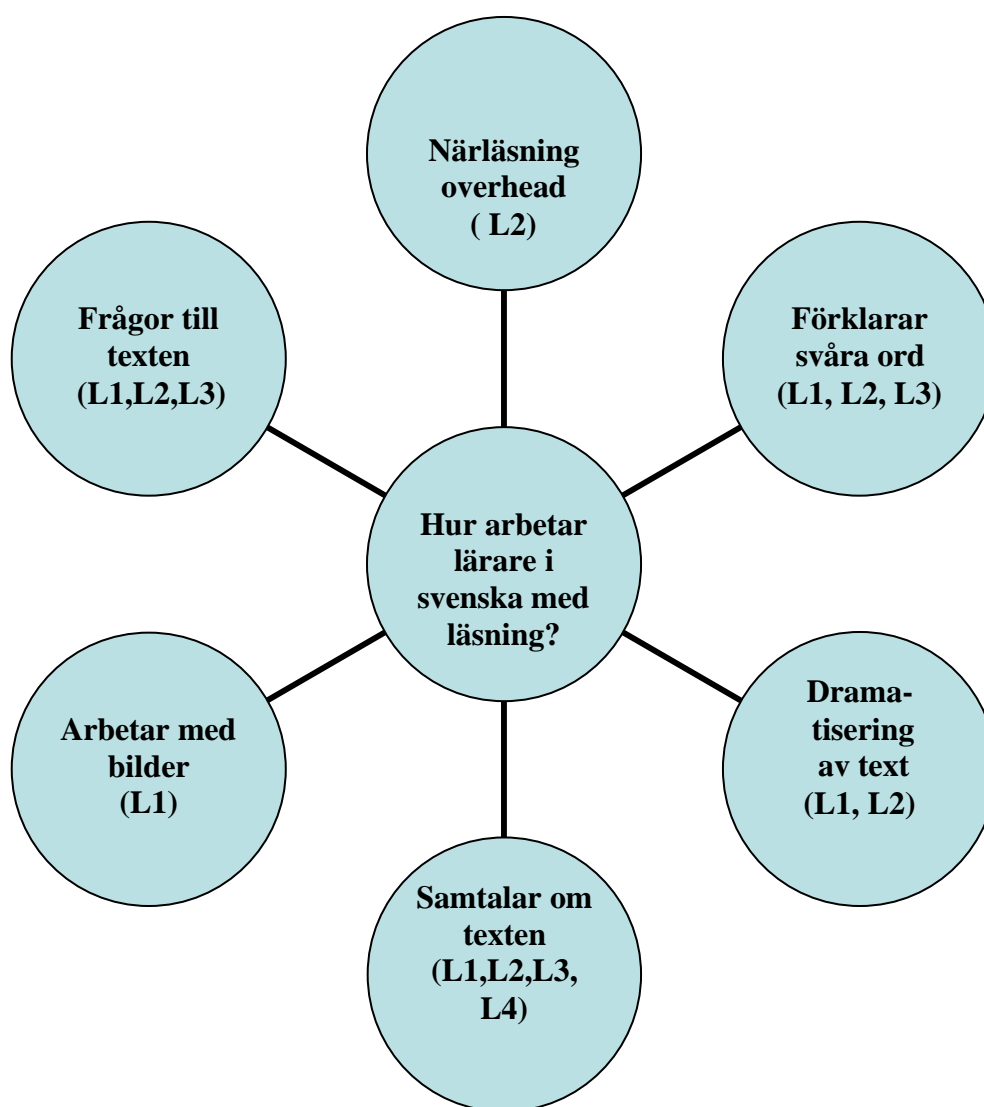 Närläsning
overhead
( L2)
Frågor till
texten
(L1,L2,L3)
Förklarar
svåra ord
(L1, L2, L3)
Hur arbetar
lärare i
svenska med
läsning?
Arbetar med
bilder
(L1)
Drama-
tisering
av text
(L1, L2)
Samtalar om
texten
(L1,L2,L3,
L4)